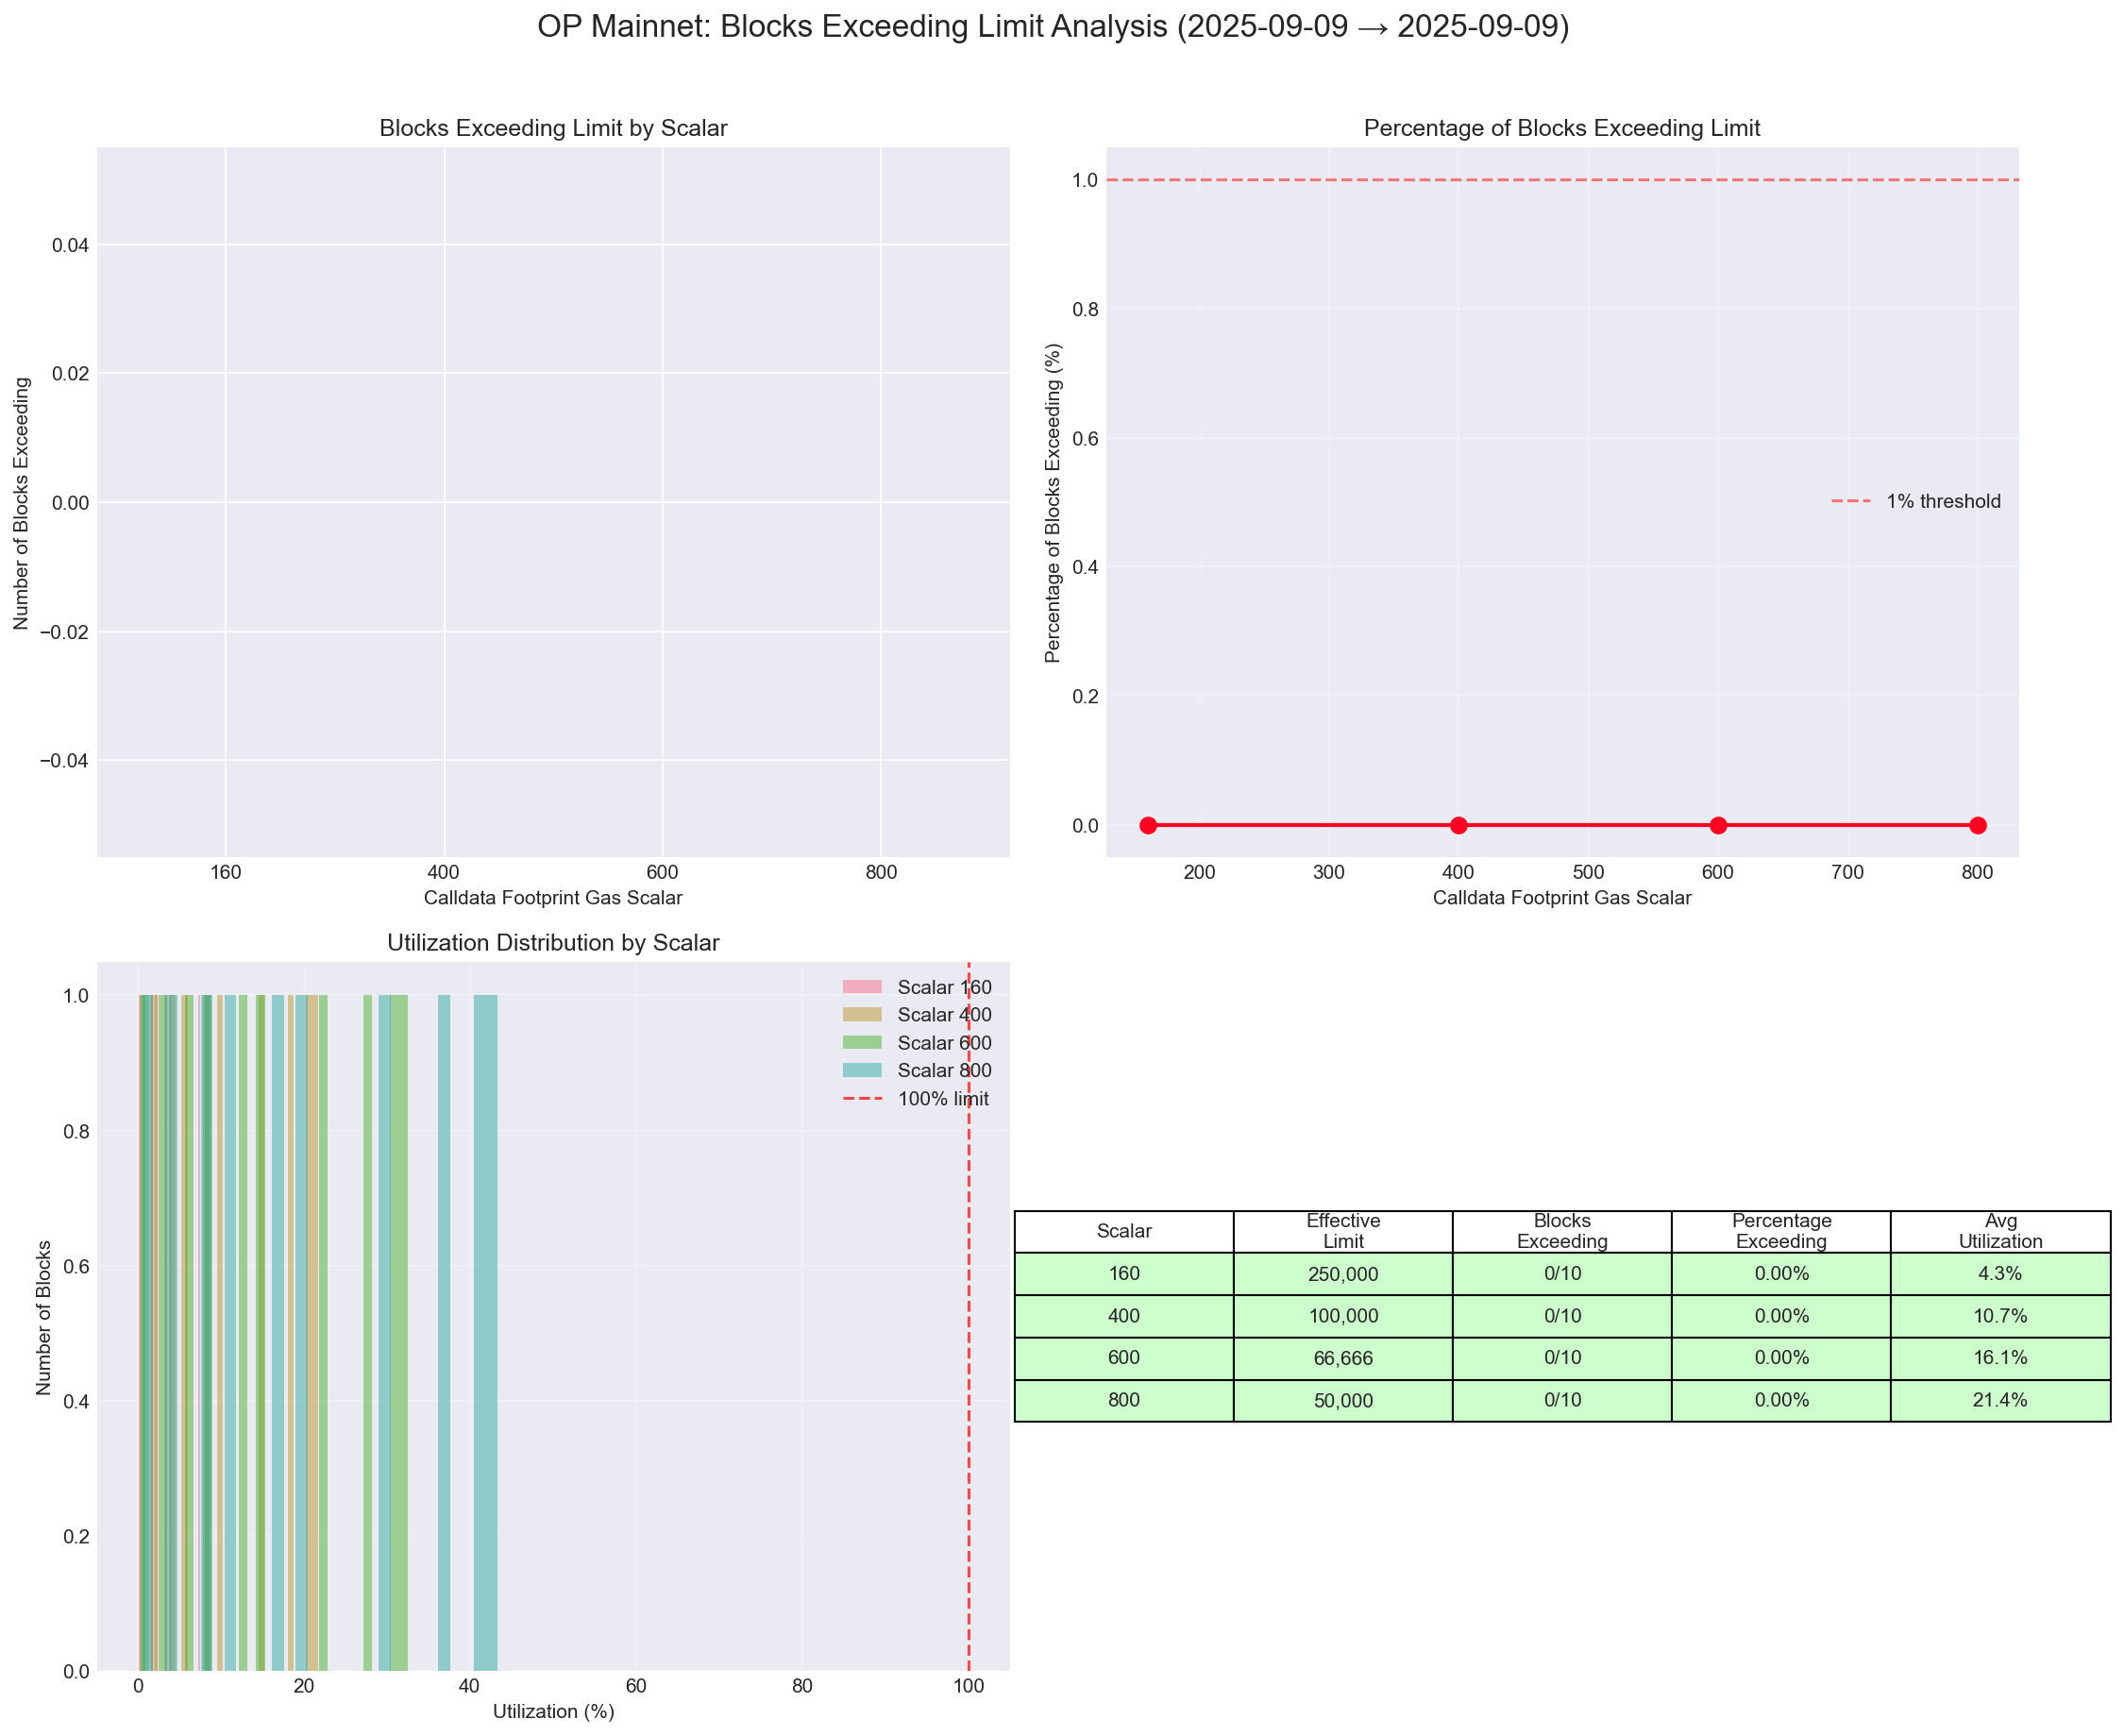 OP Mainnet: Blocks Exceeding Limit Analysis (2025-09-09 → 2025-09-09)
Blocks Exceeding Limit by Scalar
Number of Blocks Exceeding
0.04
0.02
0.00
−0.02
−0.04
160 400 600 800
Calldata Footprint Gas Scalar
Percentage of Blocks Exceeding Limit
Percentage of Blocks Exceeding (%)
1.0
0.8
0.6
0.4
0.2
0.0
1% threshold
200 300 400 500 600 700 800
Calldata Footprint Gas Scalar
Utilization Distribution by Scalar
Number of Blocks
1.0
0.8
0.6
0.4
0.2
0.0
Scalar 160
Scalar 400
Scalar 600
Scalar 800
100% limit
0 20 40 60 80 100
Utilization (%)
Scalar Effective Limit Blocks Exceeding Percentage Exceeding Avg Utilization
160 250,000 0/10 0.00% 4.3%
400 100,000 0/10 0.00% 10.7%
600 66,666 0/10 0.00% 16.1%
800 50,000 0/10 0.00% 21.4%